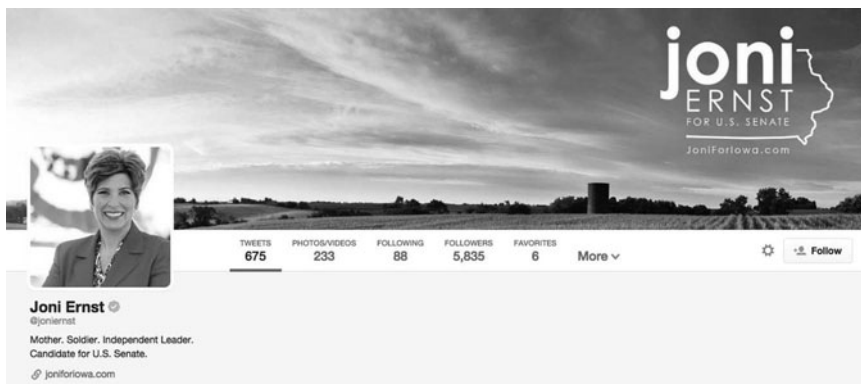 joni
ERNST
FOR U.S. SENATE
JoniForIowa.com
TWEETS PHOTOS/VIDEOS FOLLOWING FOLLOWERS FAVORITES
675 233 88 5,835 6 More
Follow
Joni Ernst
@joniernst
Mother. Soldier. Independent Leader.
Candidate for U.S. Senate.
joniforiowa.com